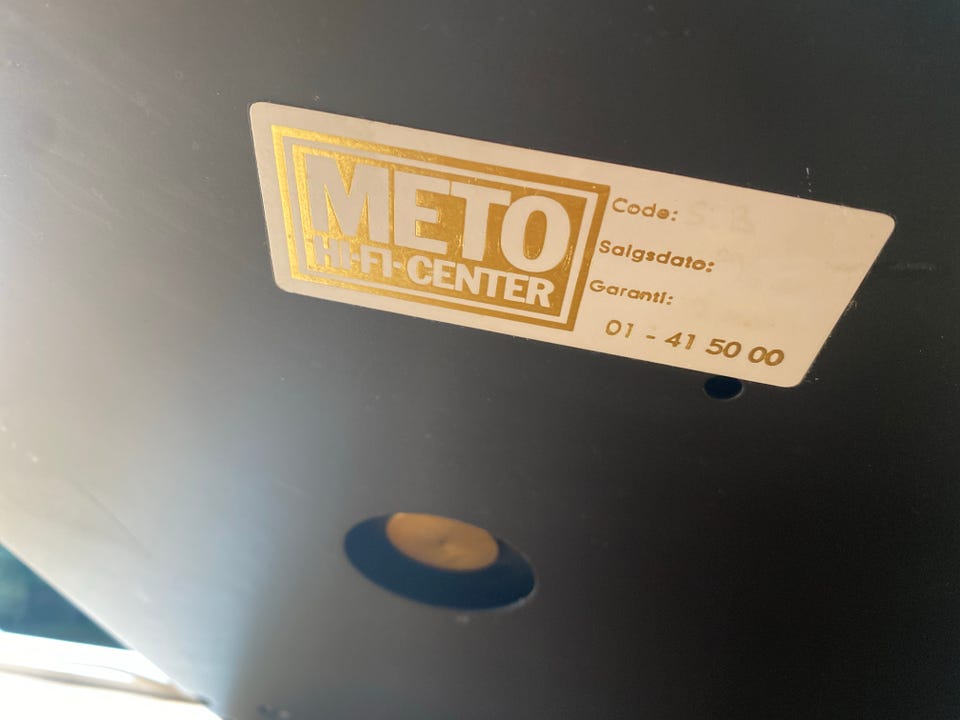 METO
HI-FI-CENTER
Code:
Salgsdato:
Garanti:
01 - 41 50 00